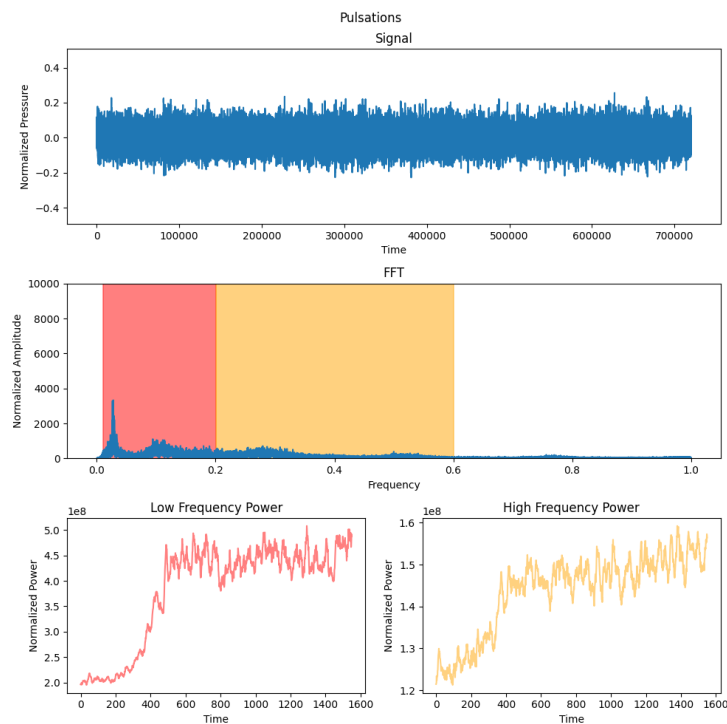 Pulsations
Signal
0.4
0.2
0.0
−0.2
−0.4
Normalized Pressure
0 100000 200000 300000 400000 500000 600000 700000
Time
FFT
10000
8000
6000
4000
2000
0
Normalized Amplitude
0.0 0.2 0.4 0.6 0.8 1.0
Frequency
Low Frequency Power
1e8
5.0
4.5
4.0
3.5
3.0
2.5
2.0
Normalized Power
0 200 400 600 800 1000 1200 1400 1600
Time
High Frequency Power
1e8
1.6
1.5
1.4
1.3
1.2
Normalized Power
0 200 400 600 800 1000 1200 1400
Time